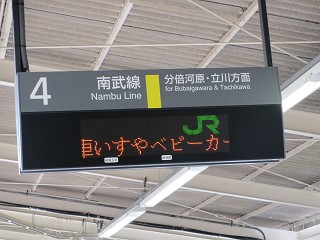 4
南武線
Nambu Line
分倍河原・立川方面
for Bubaigawara & Tachikawa
JR
車いすやベビーカー